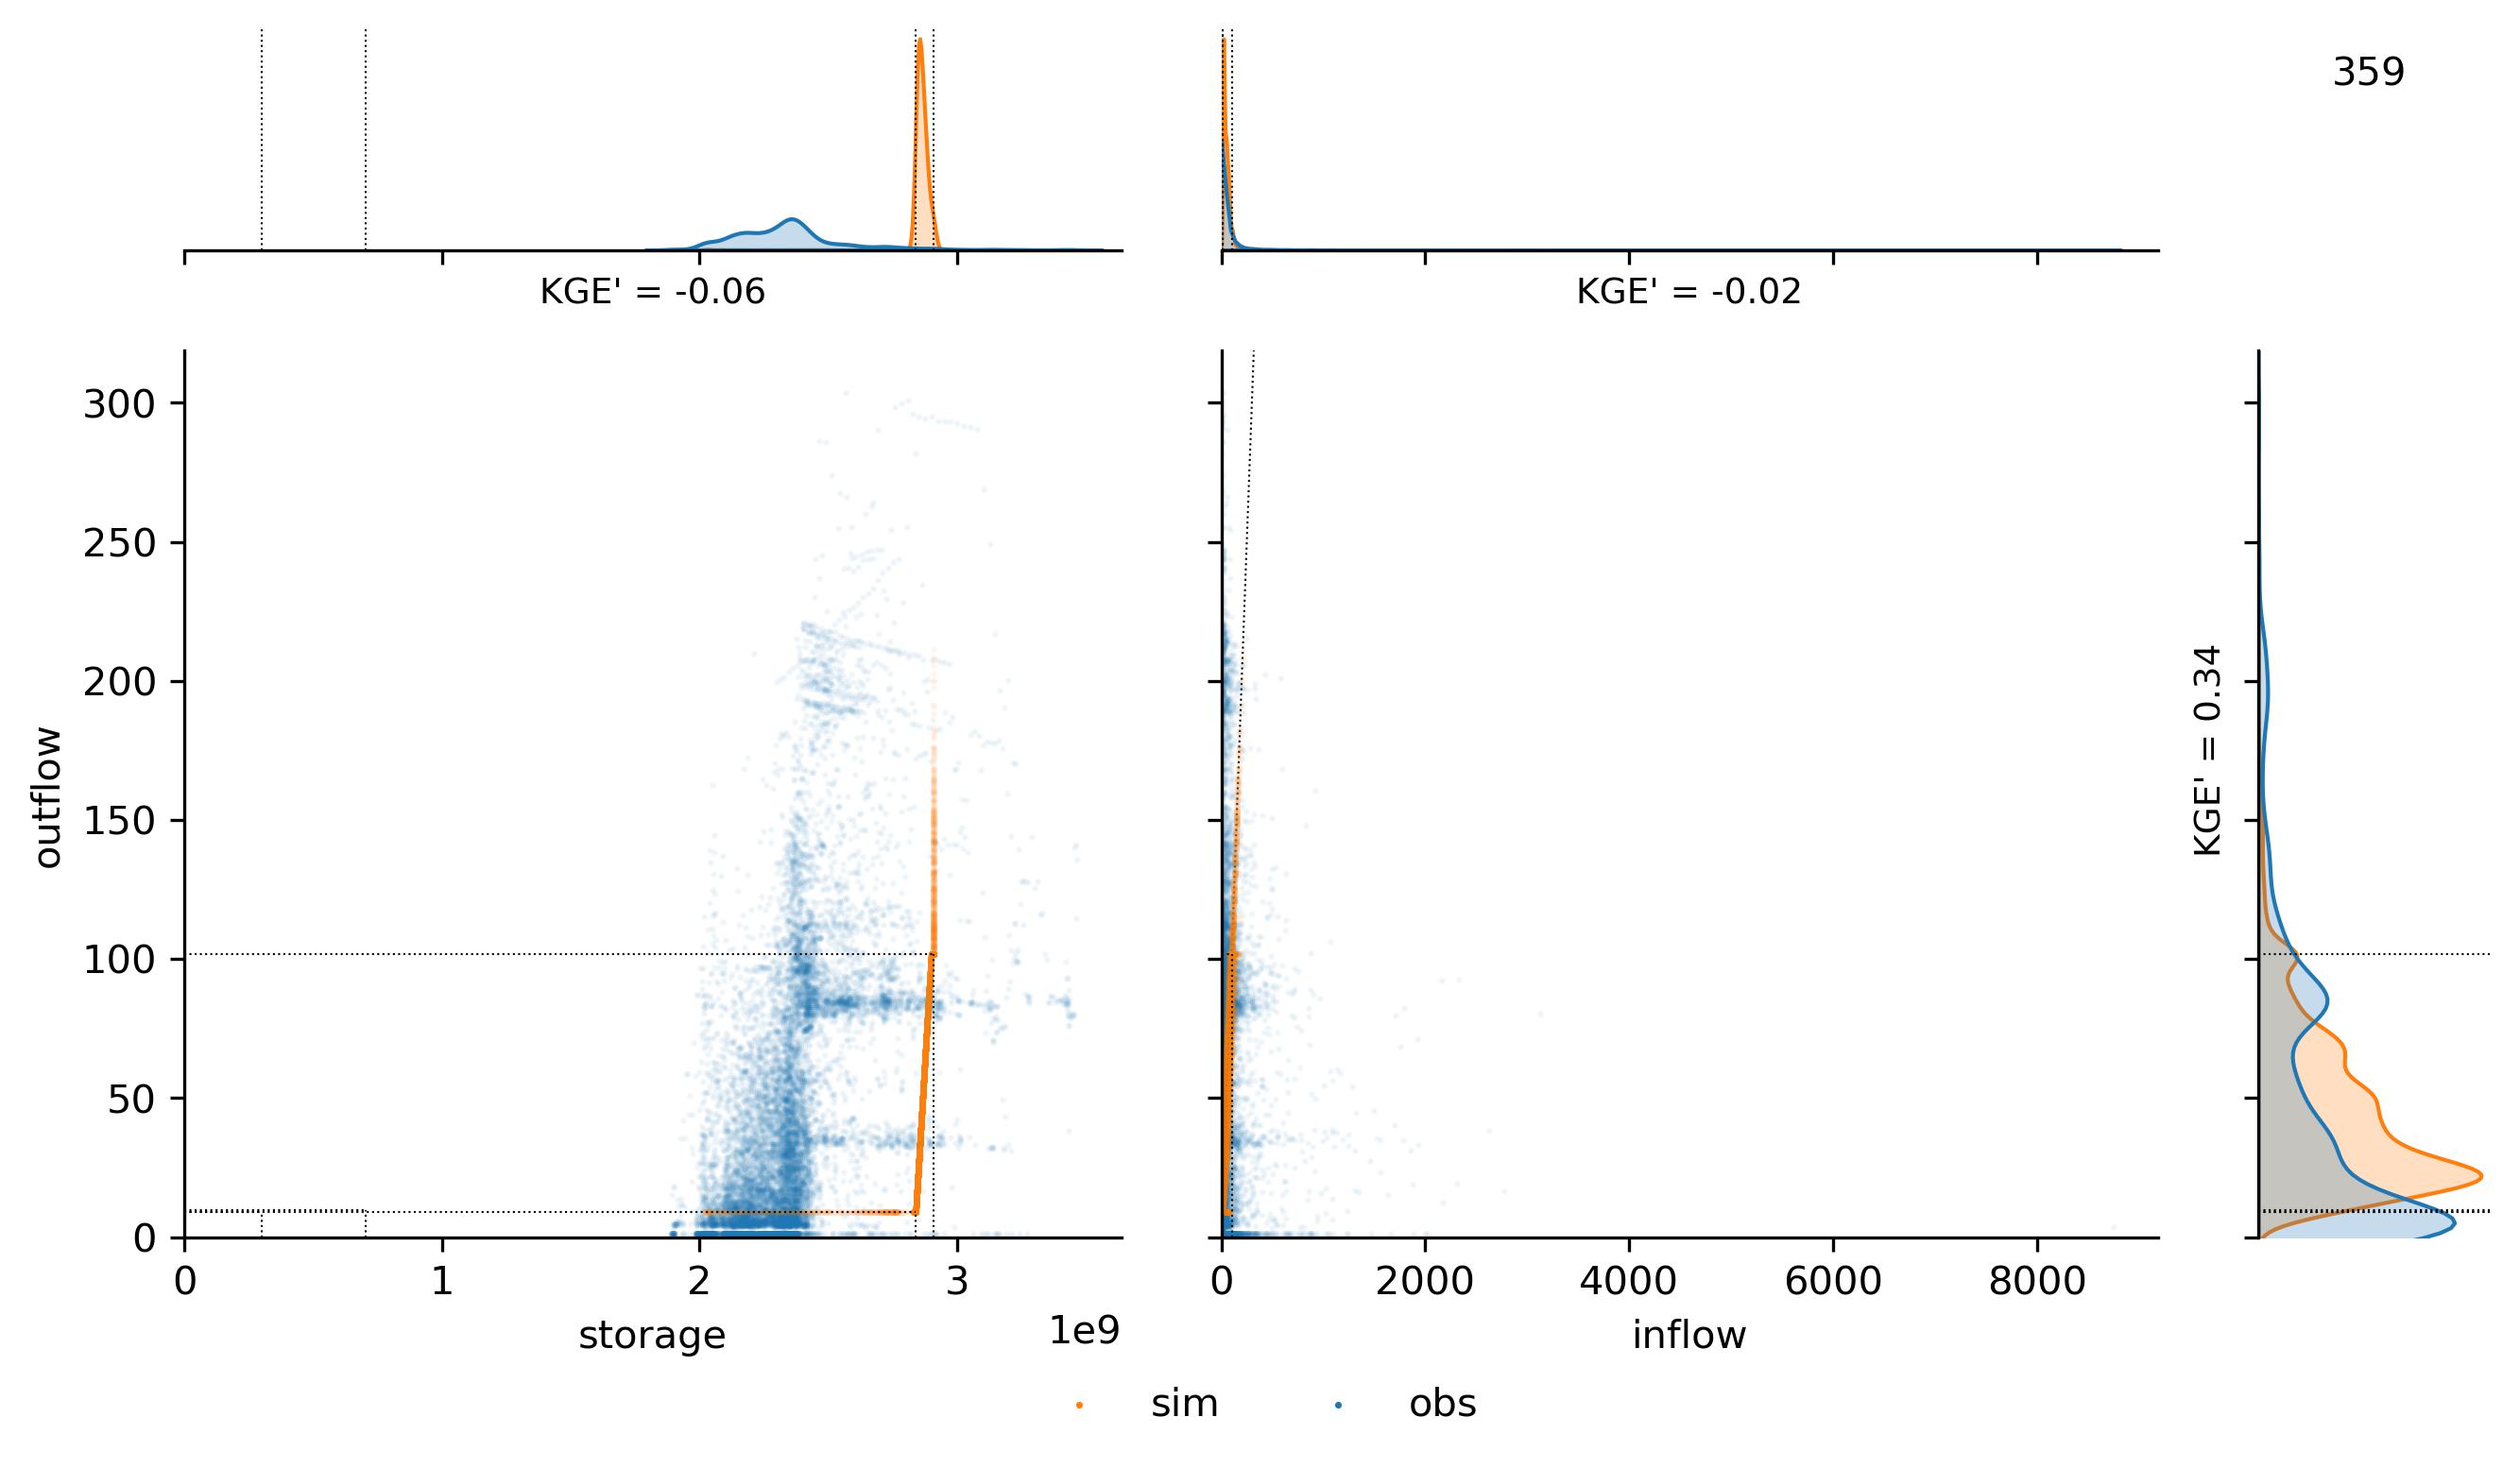 359
KGE' = -0.06
KGE' = -0.02
300
250
200
150
100
50
0
outflow
KGE' = 0.34
0 1 2 3
0 2000 4000 6000 8000
storage
1e9
inflow
sim obs